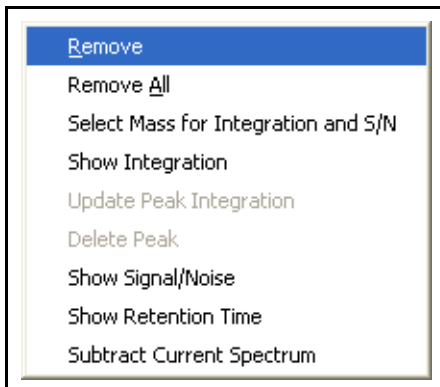 Remove
Remove All
Select Mass for Integration and S/N
Show Integration
Update Peak Integration
Delete Peak
Show Signal/Noise
Show Retention Time
Subtract Current Spectrum